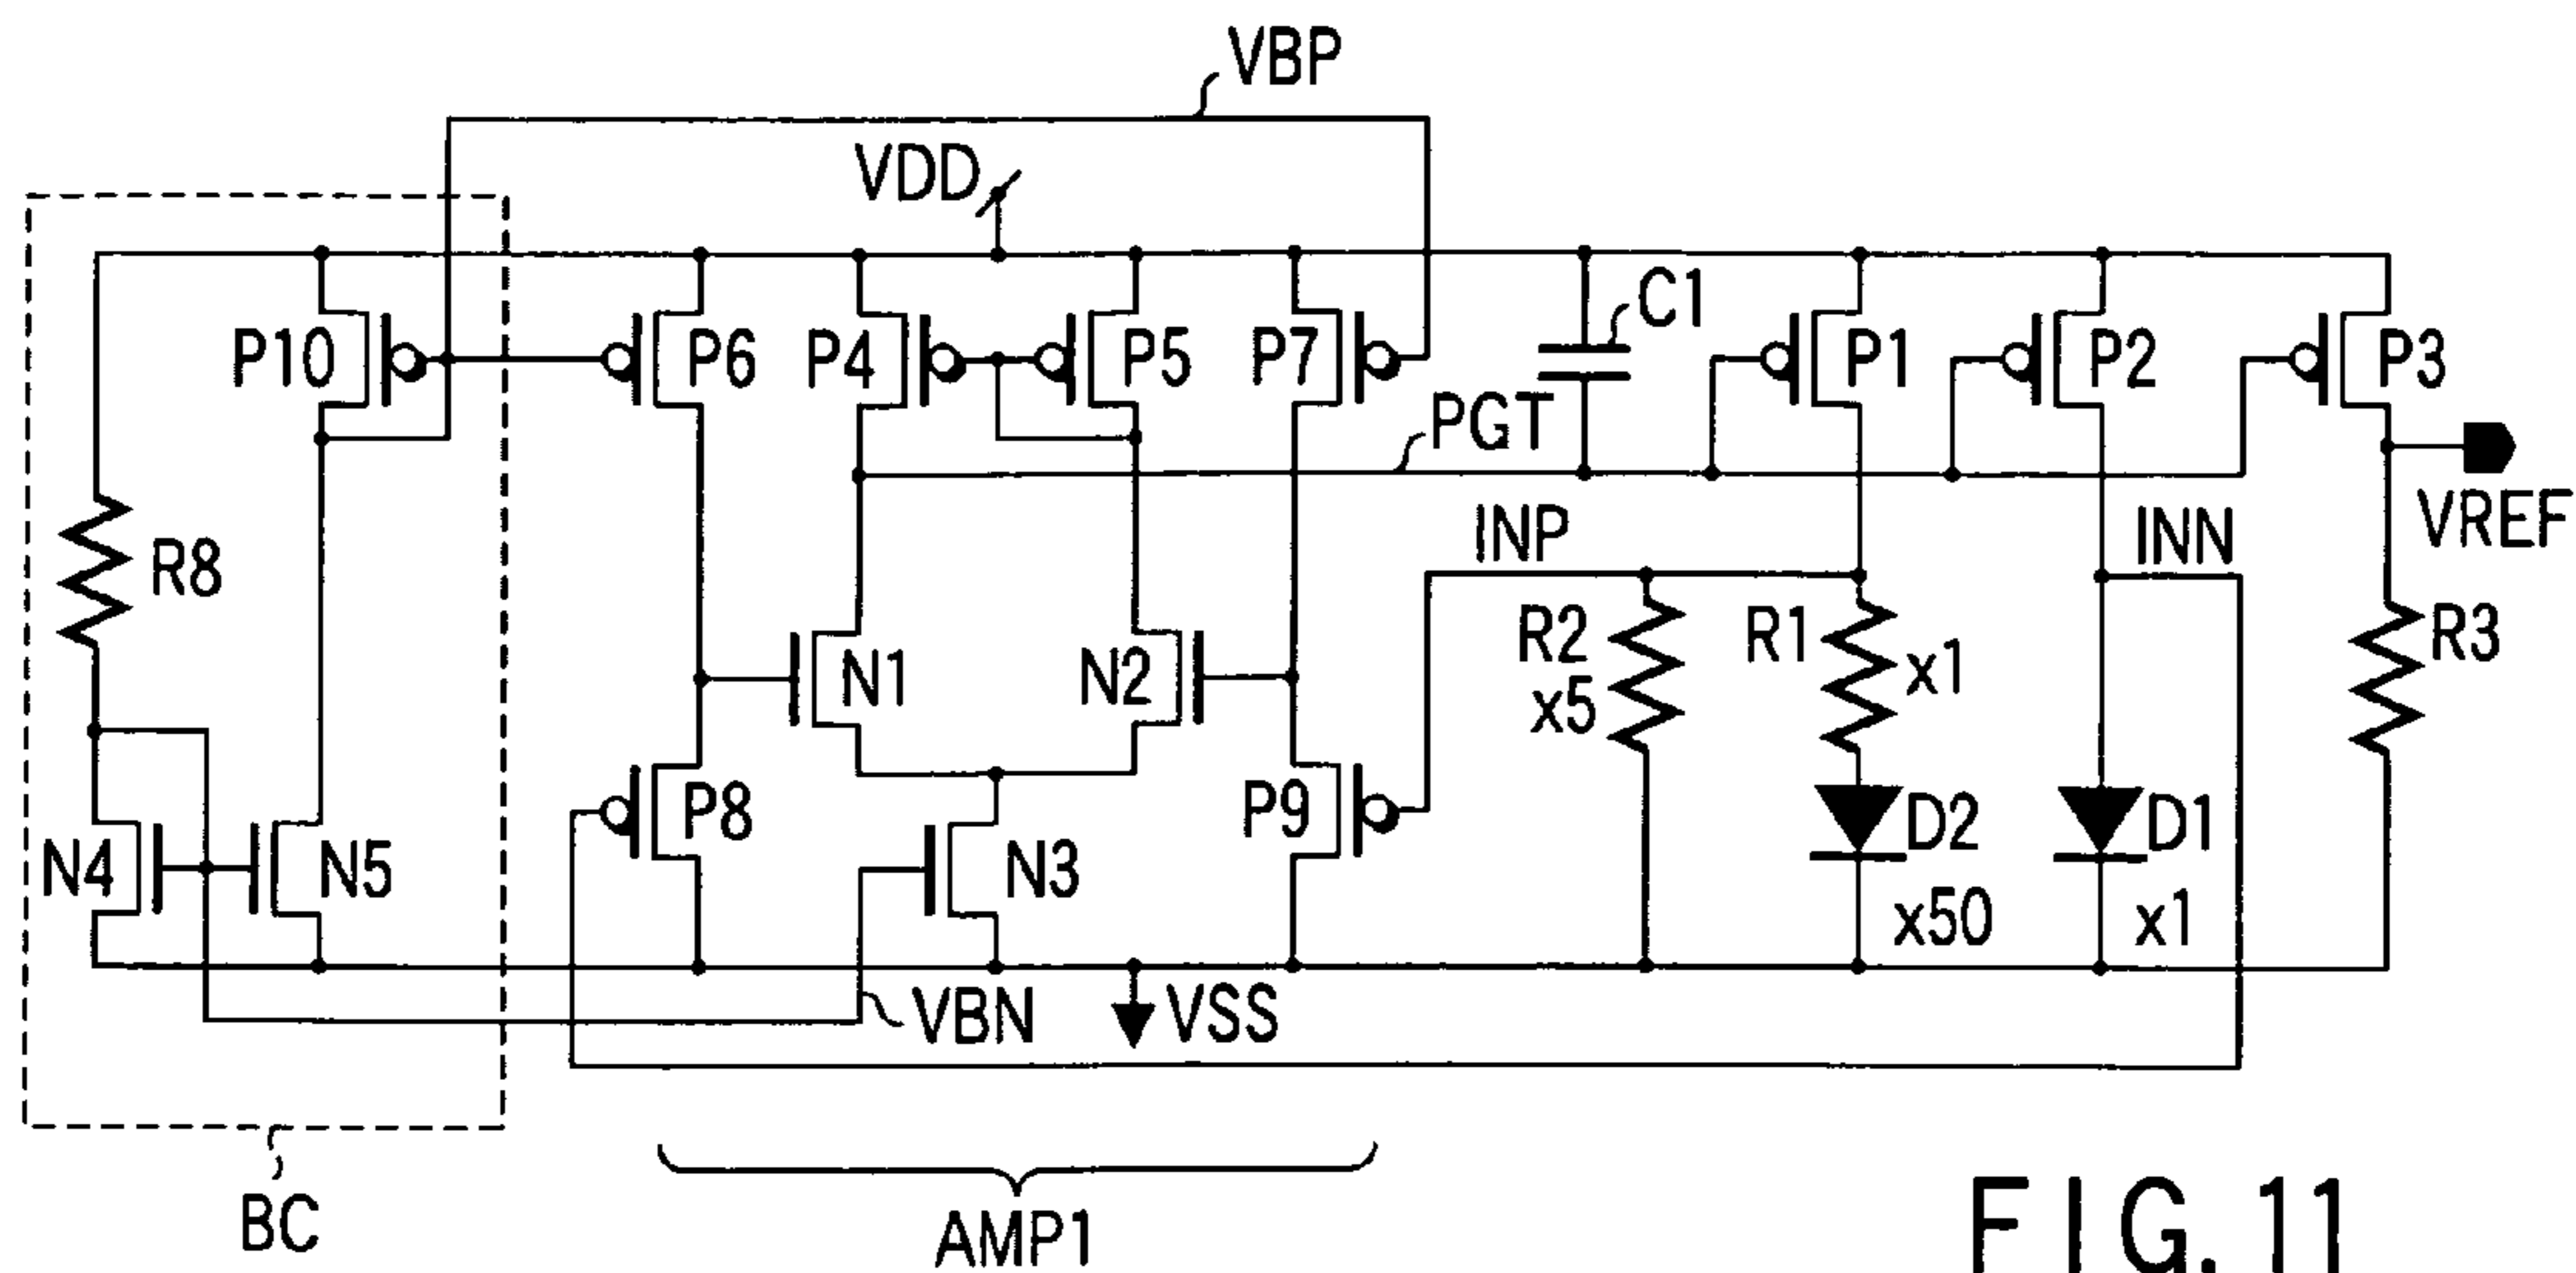 VBP
VDD
P10
P6
P4
P5
P7
C1
P1
P2
P3
PGT
R8
INP
INN
VREF
N1
N2
R2
x5
R1
x1
R3
N4
N5
P8
N3
P9
D2
x50
D1
x1
VBN
VSS
BC
AMP1
FIG. 11